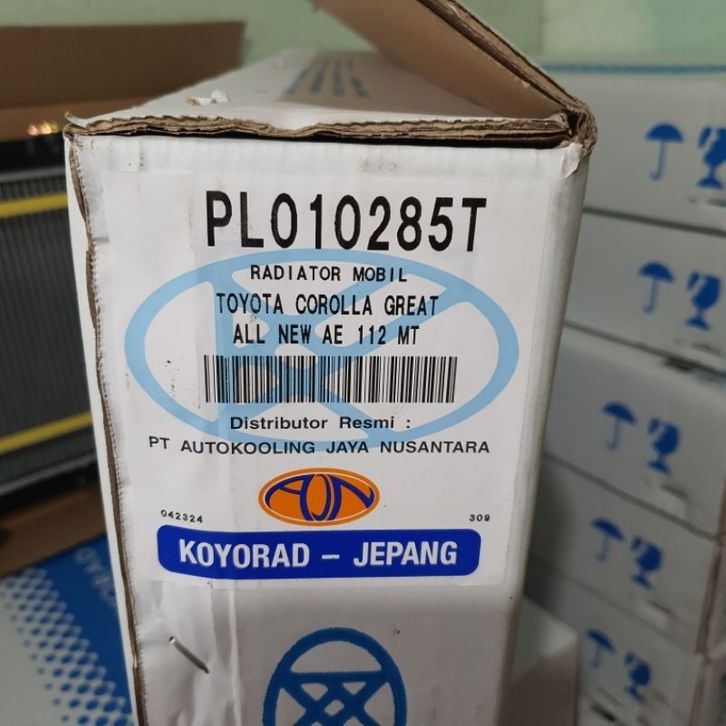 PL010285T
RADIATOR MOBIL
TOYOTA COROLLA GREAT
ALL NEW AE 112 MT
Distributor Resmi :
PT AUTOKOOLING JAYA NUSANTARA
AJN
042324 309
KOYORAD – JEPANG